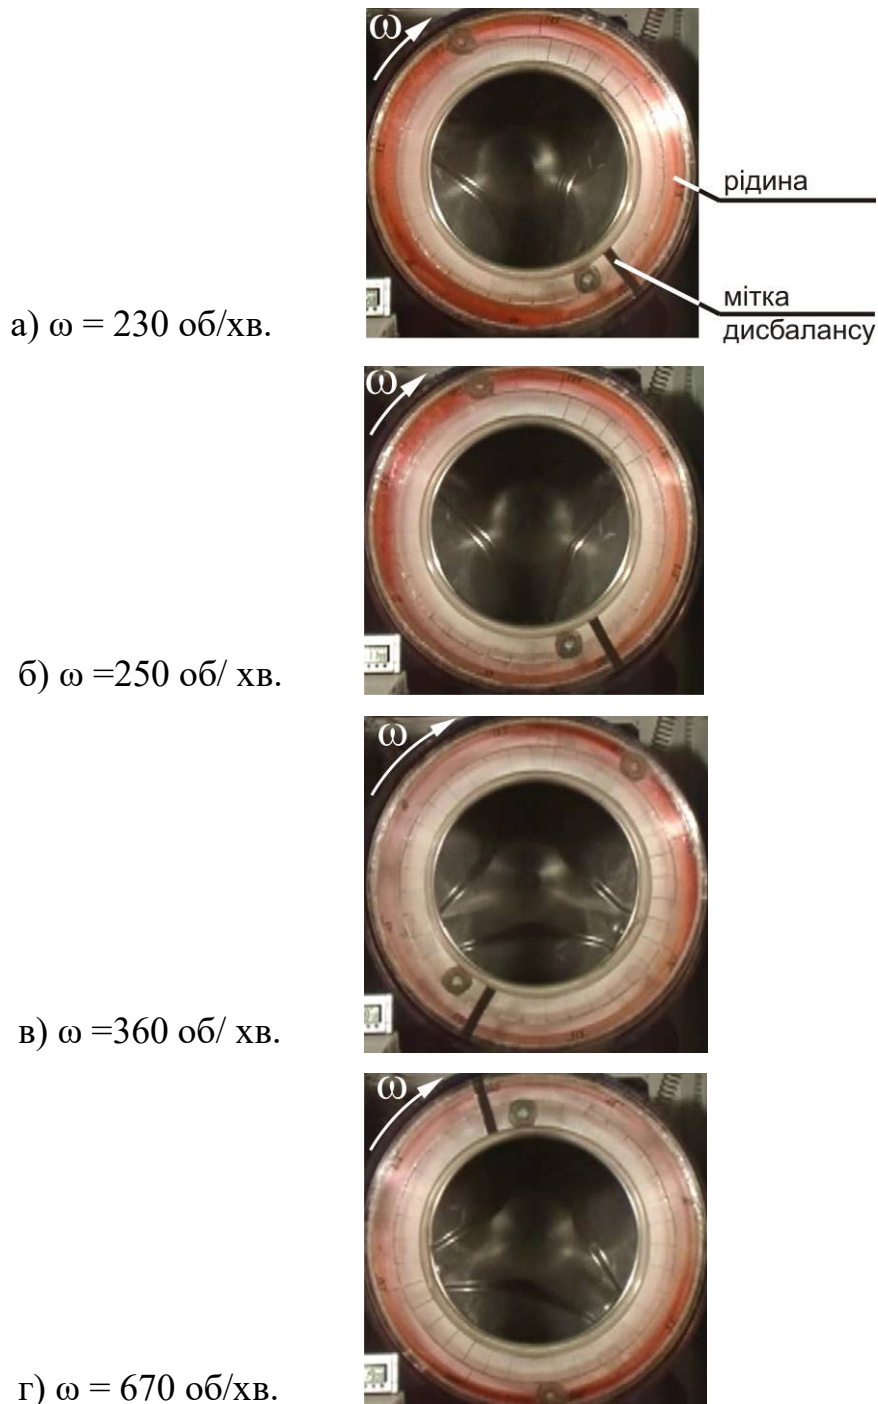 ω
рідина
мітка
дисбалансу
а) ω = 230 об/хв.
ω
б) ω =250 об/ хв.
ω
в) ω =360 об/ хв.
ω
г) ω = 670 об/хв.